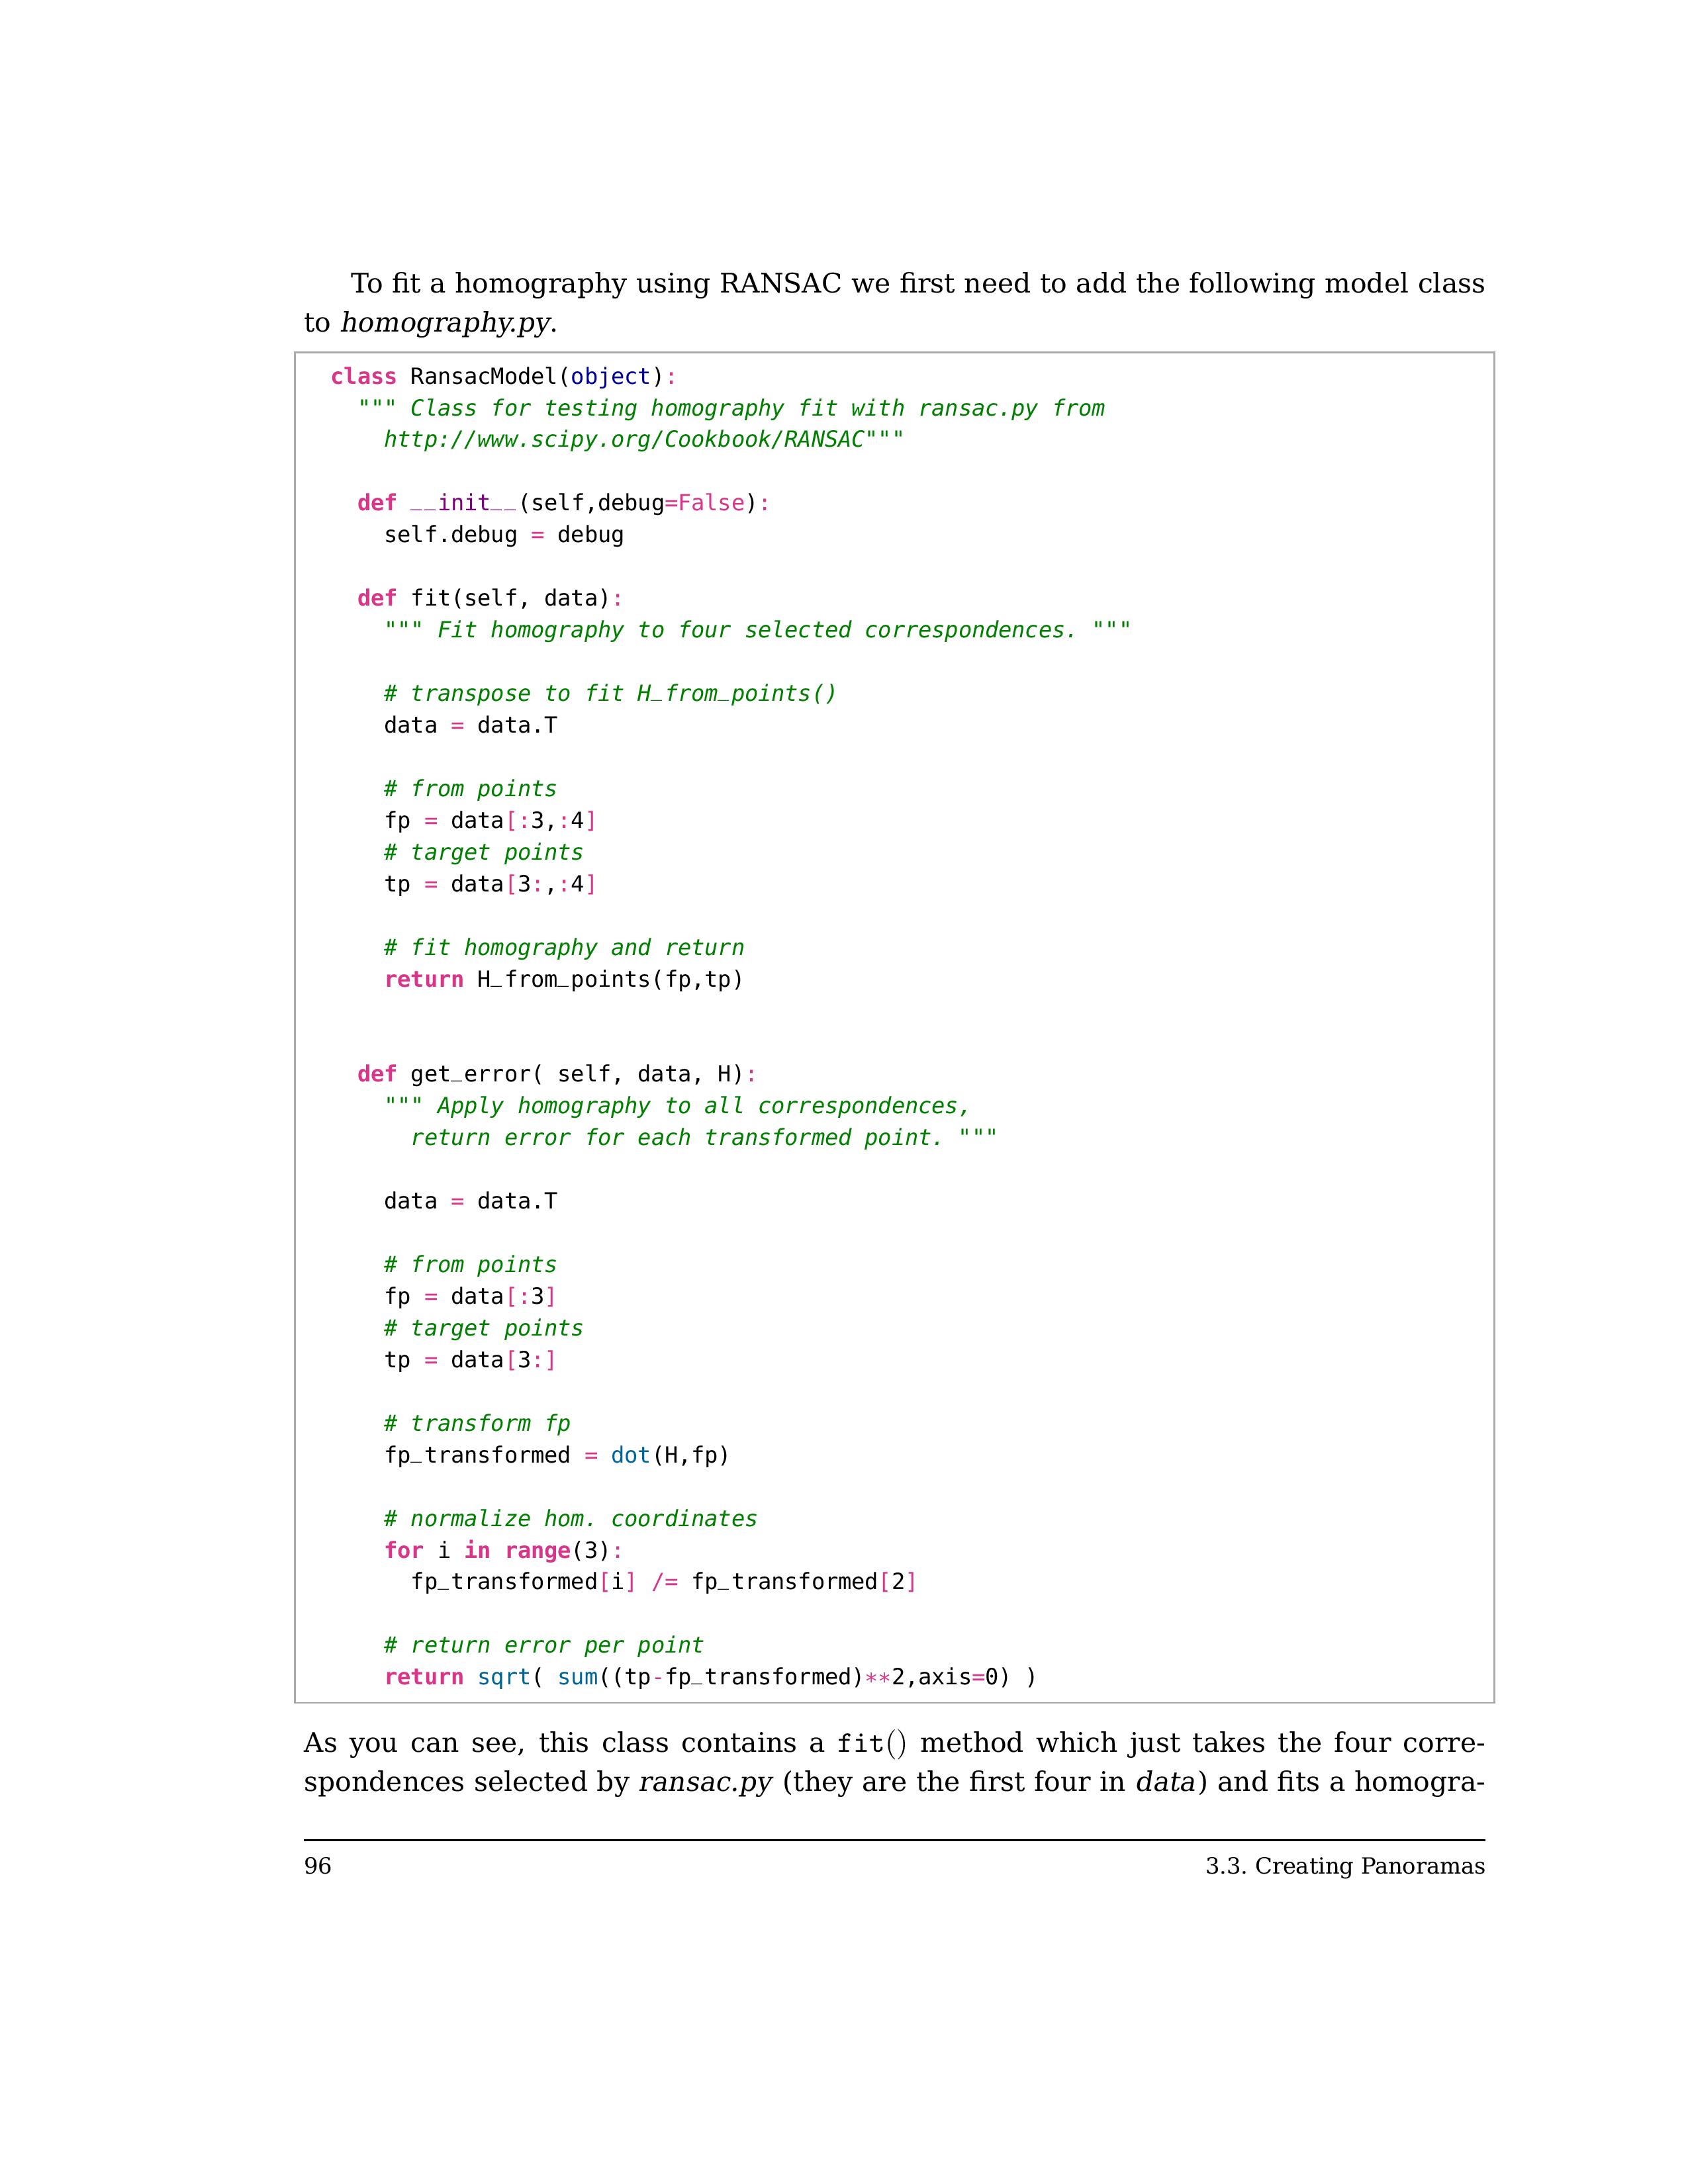 To fit a homography using RANSAC we first need to add the following model class
to homography.py.
class RansacModel(object):
""" Class for testing homography fit with ransac.py from
http://www.scipy.org/Cookbook/RANSAC"""
def __init__(self,debug=False):
self.debug = debug
def fit(self, data):
""" Fit homography to four selected correspondences. """
# transpose to fit H_from_points()
data = data.T
# from points
fp = data[:3,:4]
# target points
tp = data[3:,:4]
# fit homography and return
return H_from_points(fp,tp)
def get_error( self, data, H):
""" Apply homography to all correspondences,
return error for each transformed point. """
data = data.T
# from points
fp = data[:3]
# target points
tp = data[3:]
# transform fp
fp_transformed = dot(H,fp)
# normalize hom. coordinates
for i in range(3):
fp_transformed[i] /= fp_transformed[2]
# return error per point
return sqrt( sum((tp-fp_transformed)**2,axis=0) )
As you can see, this class contains a fit() method which just takes the four corre-
spondences selected by ransac.py (they are the first four in data) and fits a homogra-
96 3.3. Creating Panoramas